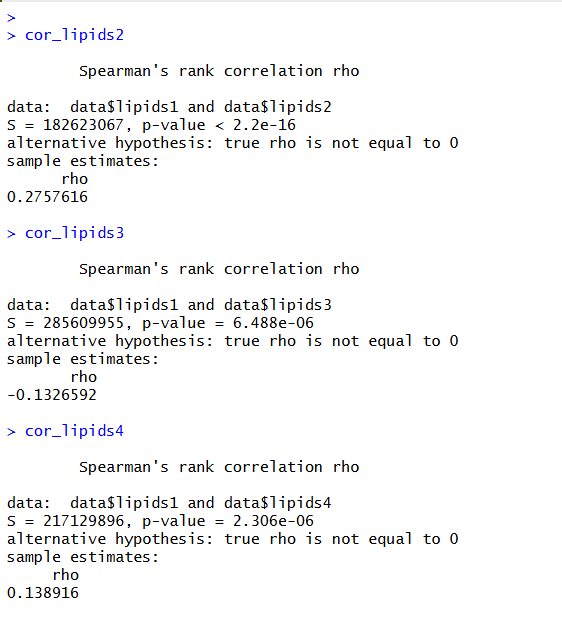 >
> cor_lipids2
Spearman's rank correlation rho
data:  data$lipids1 and data$lipids2
S = 182623067, p-value < 2.2e-16
alternative hypothesis: true rho is not equal to 0
sample estimates:
rho
0.2757616
> cor_lipids3
Spearman's rank correlation rho
data:  data$lipids1 and data$lipids3
S = 285609955, p-value = 6.488e-06
alternative hypothesis: true rho is not equal to 0
sample estimates:
rho
-0.1326592
> cor_lipids4
Spearman's rank correlation rho
data:  data$lipids1 and data$lipids4
S = 217129896, p-value = 2.306e-06
alternative hypothesis: true rho is not equal to 0
sample estimates:
rho
0.138916